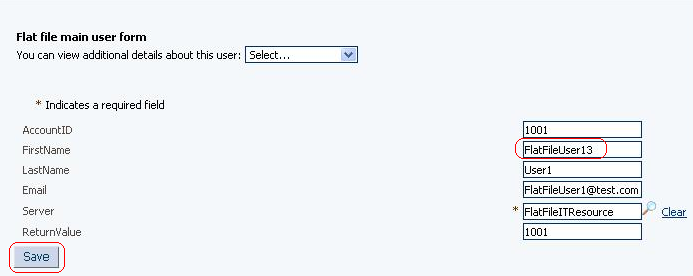 Flat file main user form
You can view additional details about this user: Select...
* Indicates a required field
AccountID 1001
FirstName FlatFileUser13
LastName User1
Email FlatFileUser1@test.com
Server * FlatFileITResource Clear
ReturnValue 1001
Save